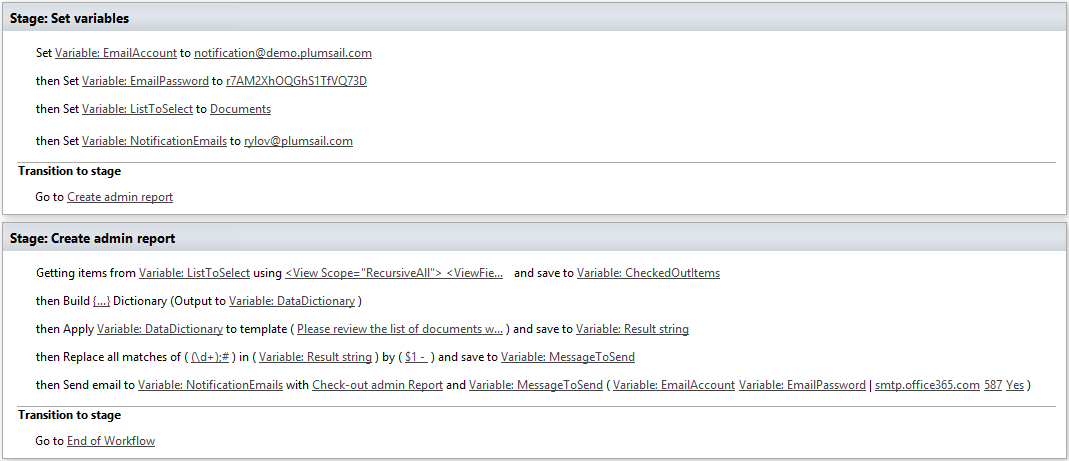 Stage: Set variables
Set Variable: EmailAccount to notification@demo.plumsail.com
then Set Variable: EmailPassword to r7AM2XhOQGhS1TfVQ73D
then Set Variable: ListToSelect to Documents
then Set Variable: NotificationEmails to rylov@plumsail.com
Transition to stage
Go to Create admin report
Stage: Create admin report
Getting items from Variable: ListToSelect using <View Scope="RecursiveAll"> <ViewFie... and save to Variable: CheckedOutItems
then Build {...} Dictionary (Output to Variable: DataDictionary )
then Apply Variable: DataDictionary to template ( Please review the list of documents w... ) and save to Variable: Result string
then Replace all matches of ( (\d+);# ) in ( Variable: Result string ) by ( $1 - ) and save to Variable: MessageToSend
then Send email to Variable: NotificationEmails with Check-out admin Report and Variable: MessageToSend ( Variable: EmailAccount Variable: EmailPassword | smtp.office365.com 587 Yes )
Transition to stage
Go to End of Workflow